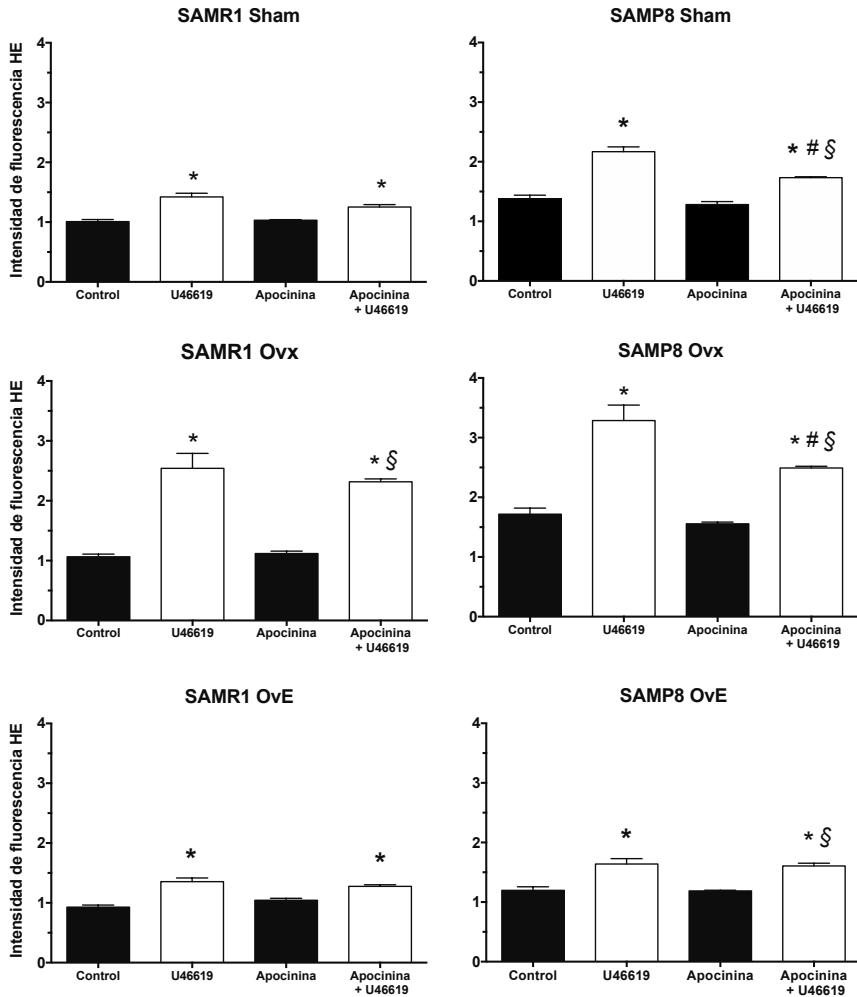 SAMR1 Sham
Intensidad de fluorescencia HE
4
3
2
1
0
*
*
Control
U46619
Apocinina
Apocinina
+ U46619
SAMP8 Sham
4
3
2
1
0
*
* # §
Control
U46619
Apocinina
Apocinina
+ U46619
SAMR1 Ovx
Intensidad de fluorescencia HE
4
3
2
1
0
*
* §
Control
U46619
Apocinina
Apocinina
+ U46619
SAMP8 Ovx
4
3
2
1
0
*
* # §
Control
U46619
Apocinina
Apocinina
+ U46619
SAMR1 OvE
Intensidad de fluorescencia HE
4
3
2
1
0
*
*
Control
U46619
Apocinina
Apocinina
+ U46619
SAMP8 OvE
4
3
2
1
0
*
* §
Control
U46619
Apocinina
Apocinina
+ U46619